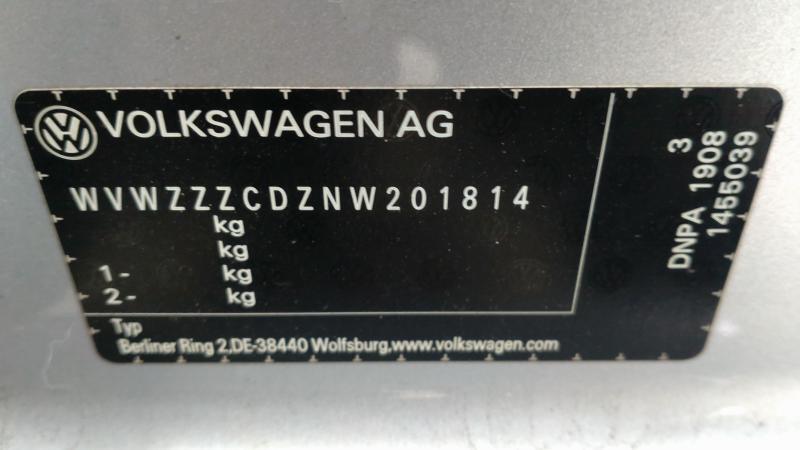 VOLKSWAGEN AG
WVWZZZCDZNW201814
kg
kg
1- kg
2- kg
Typ
Berliner Ring 2,DE-38440 Wolfsburg,www.volkswagen.com
3
DNPA 1908
1455039